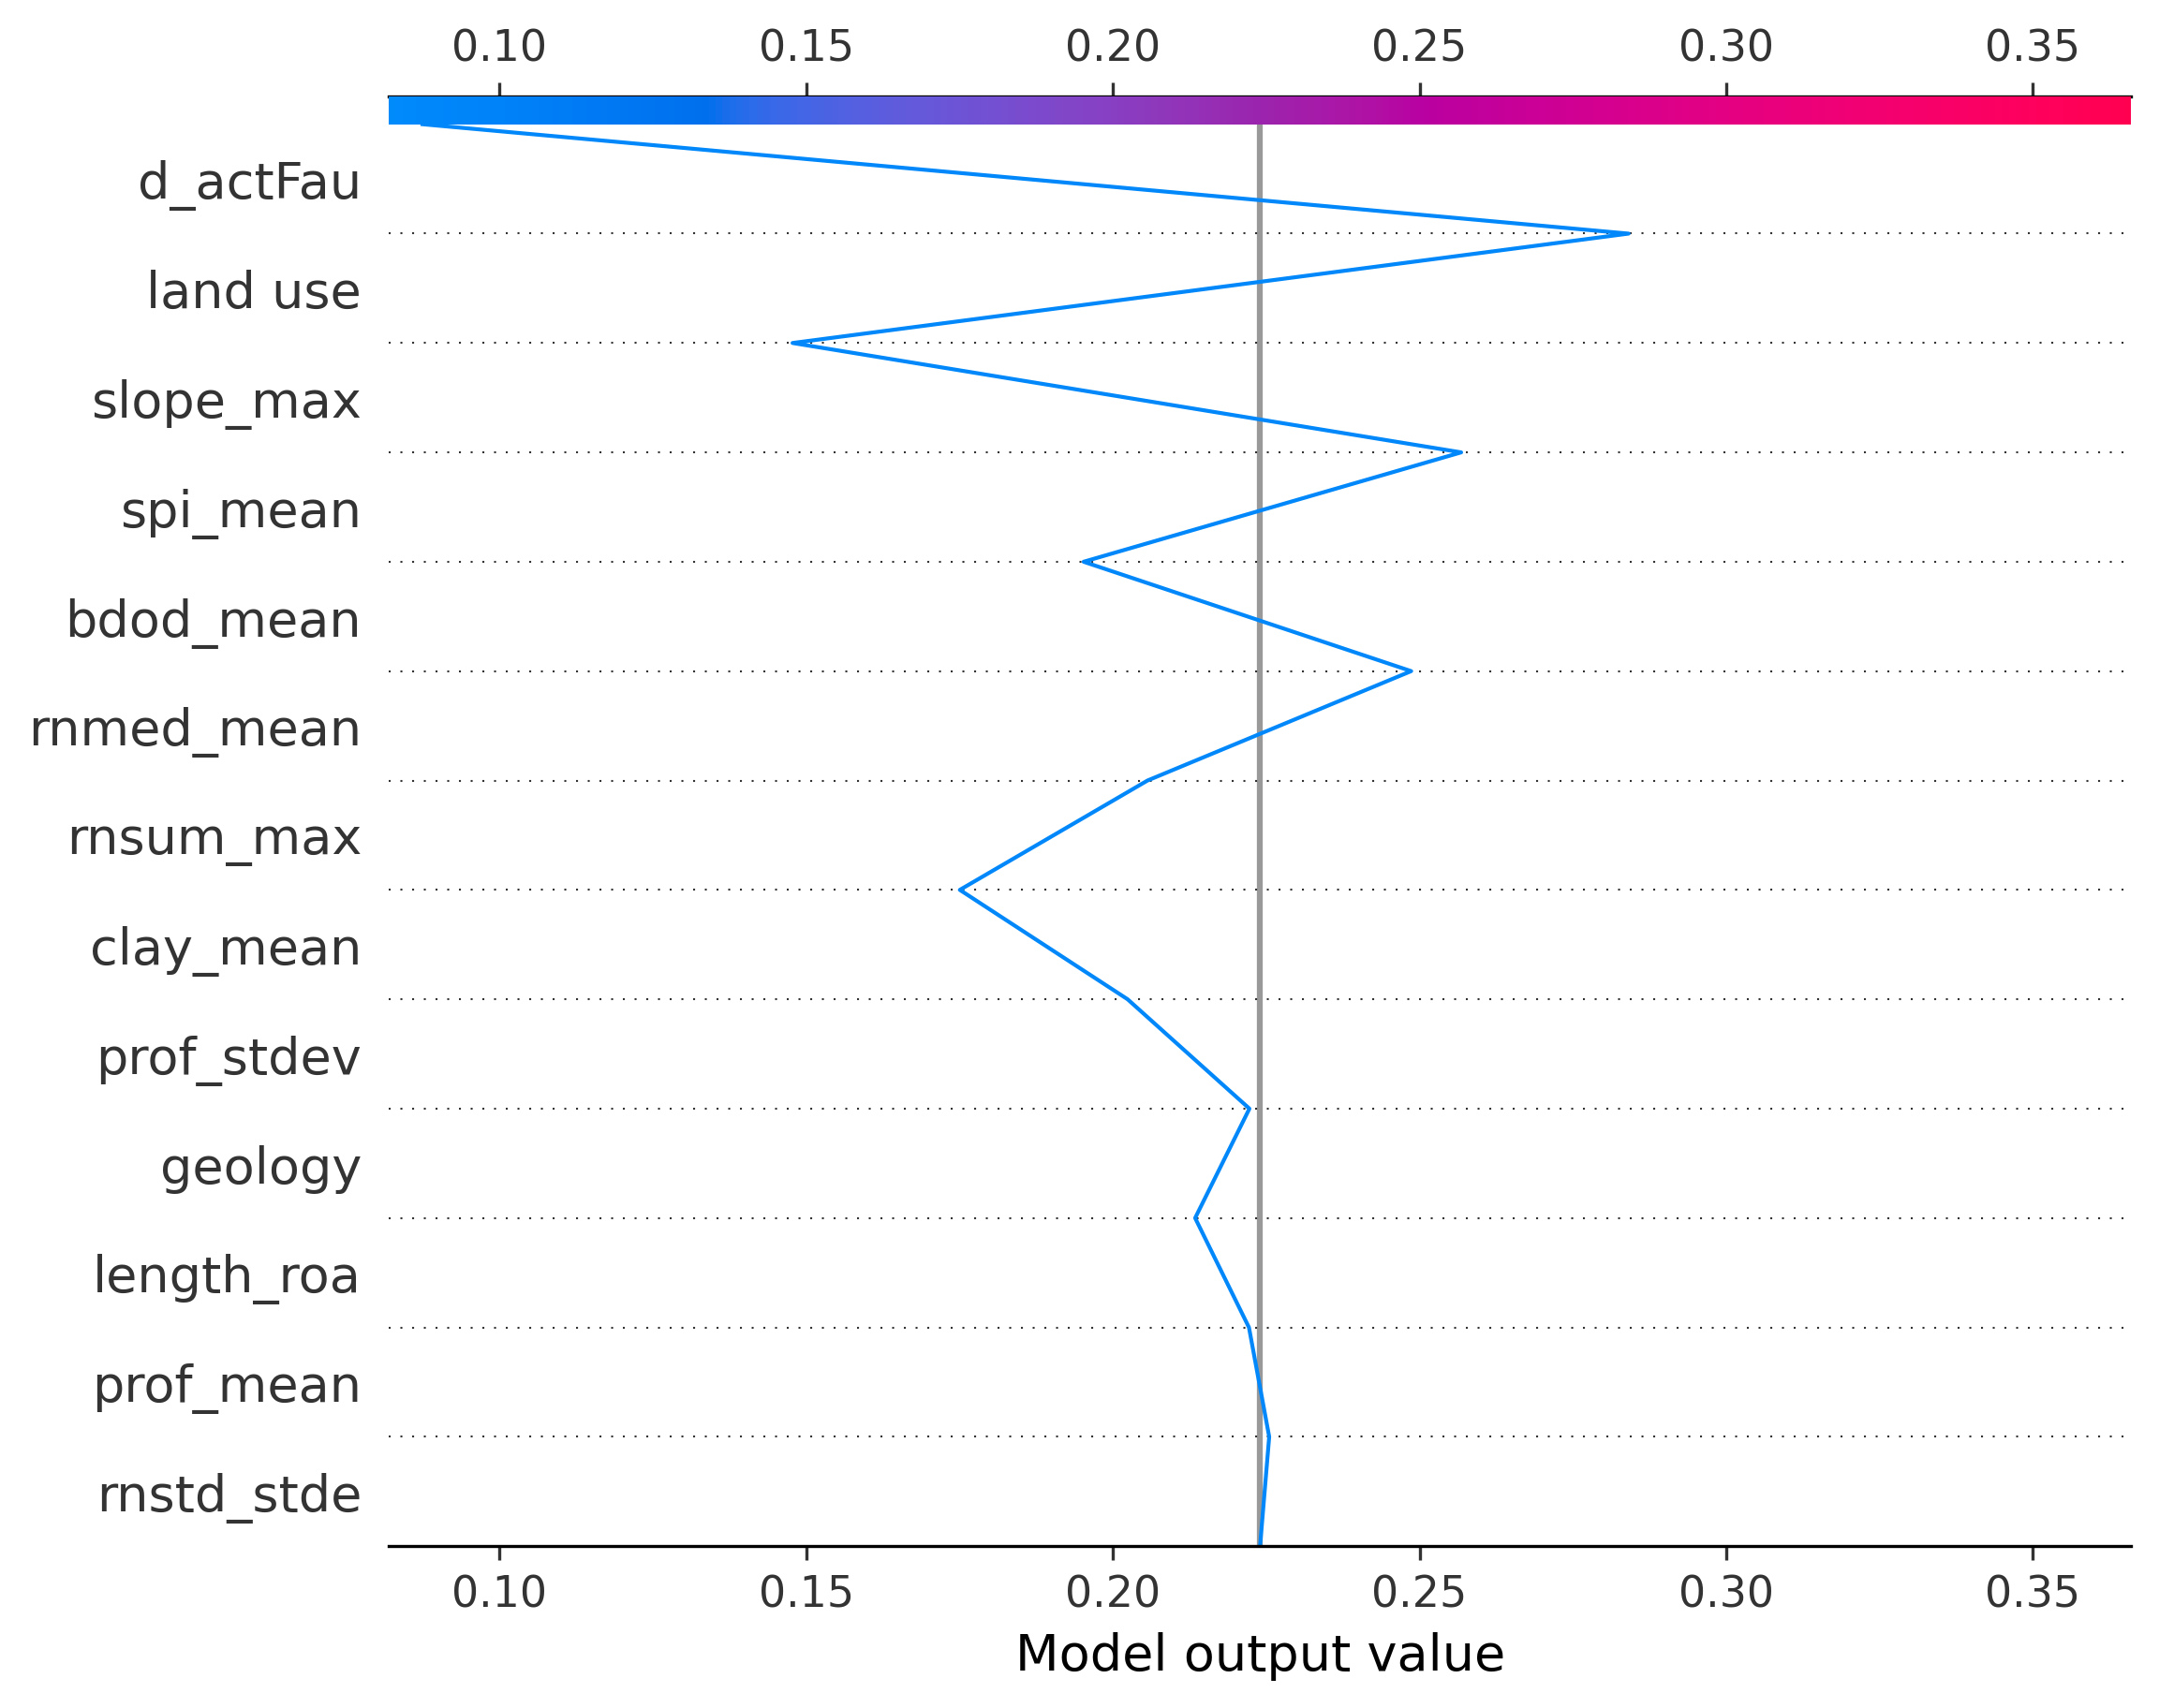 0.10 0.15 0.20 0.25 0.30 0.35
d_actFau
land use
slope_max
spi_mean
bdod_mean
rnmed_mean
rnsum_max
clay_mean
prof_stdev
geology
length_roa
prof_mean
rnstd_stde
0.10 0.15 0.20 0.25 0.30 0.35
Model output value